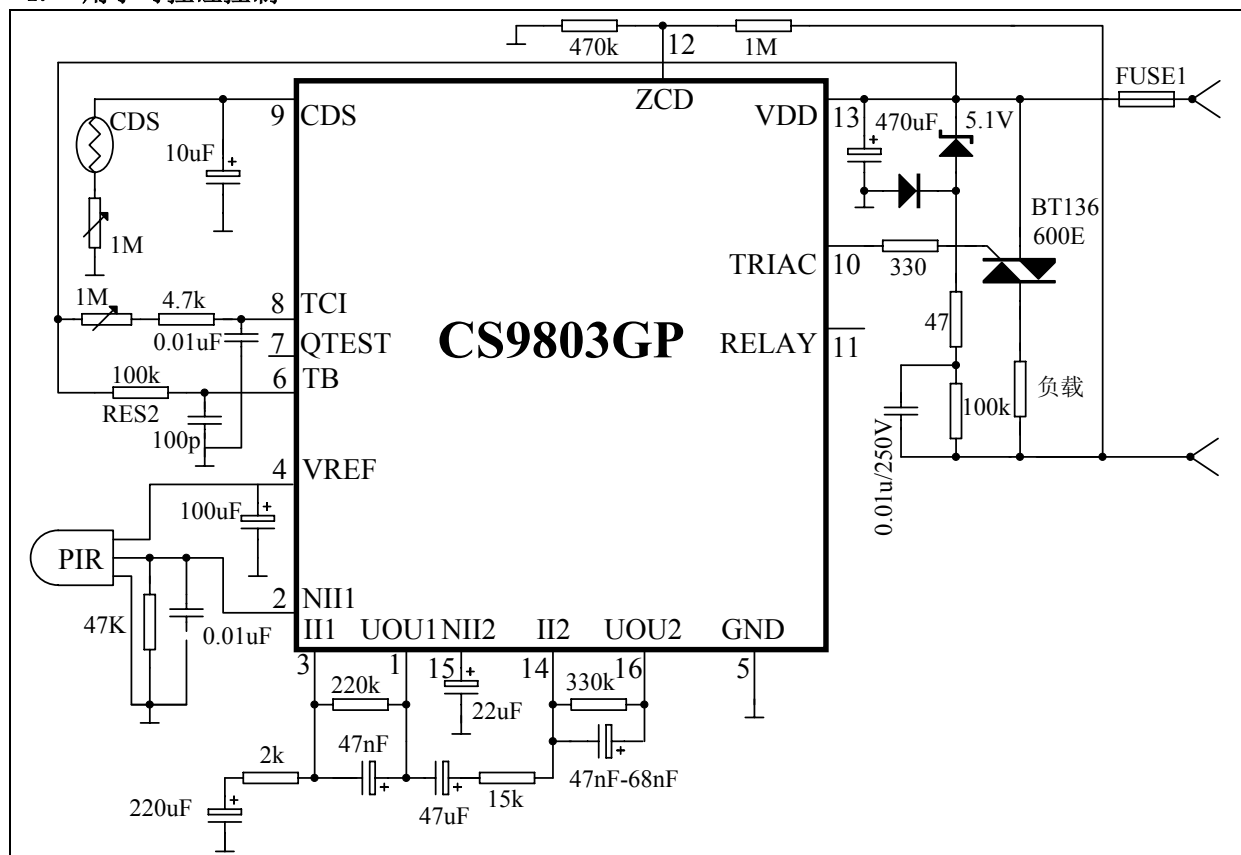 470k
12
1M
FUSE1
ZCD
9
CDS
VDD
13
CDS
470uF
5.1V
10uF
BT136
600E
1M
TRIAC
10
330
1M
4.7k
8
TCI
0.01uF
7
QTEST
CS9803GP
RELAY
11
47
100k
6
TB
负载
RES2
100k
100p
0.01u/250V
4
VREF
100uF
PIR
2
NII1
47K
0.01uF
II1
UOU1
NII2
II2
UOU2
GND
3
1
15
14
16
5
220k
330k
22uF
2k
47nF
47nF-68nF
220uF
47uF
15k